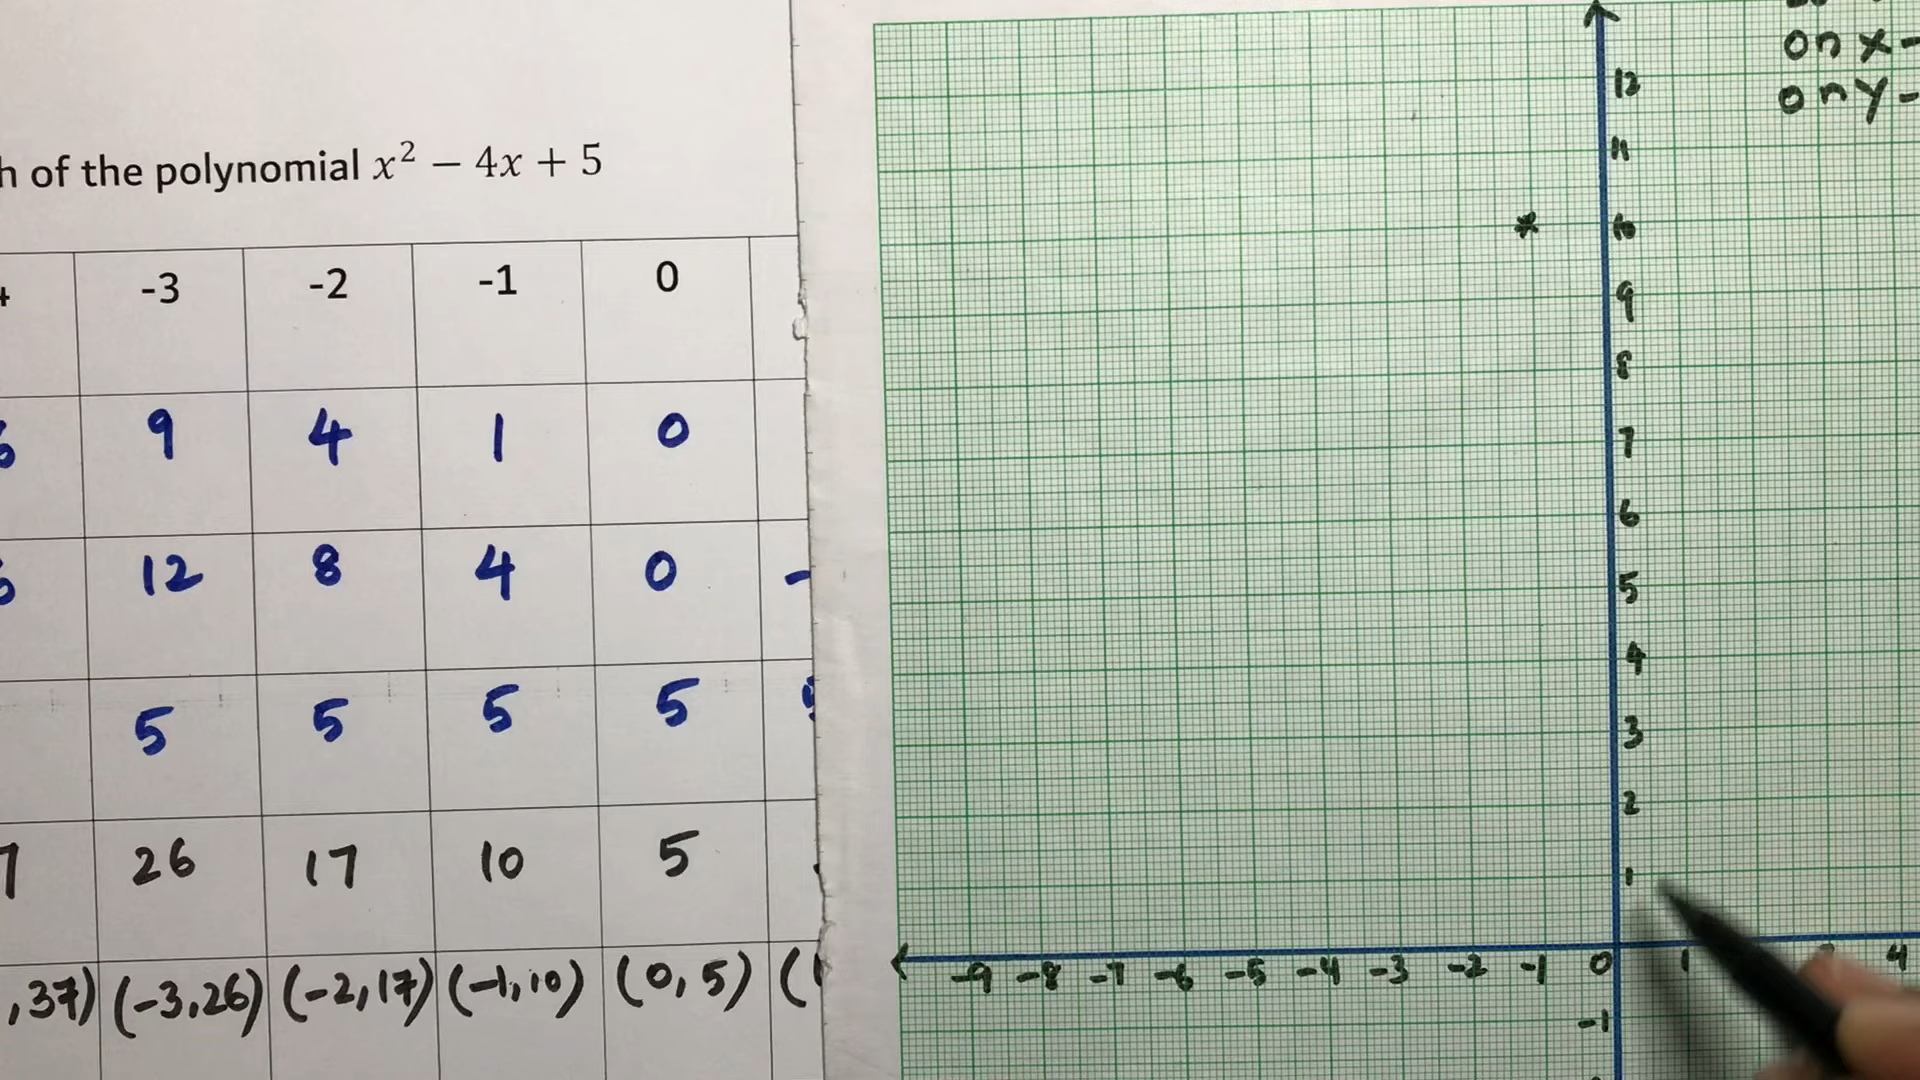 of the polynomial x² − 4x + 5
-3 -2 -1 0
9 4 1 0
12 8 4 0 -
5 5 5 5
26 17 10 5
,37) (-3,26) (-2,17) (-1,10) (0,5) (1
on x-
on y-
12
11
10
9
8
7
6
5
4
3
2
1
-9 -8 -7 -6 -5 -4 -3 -2 -1 0 1 4
-1